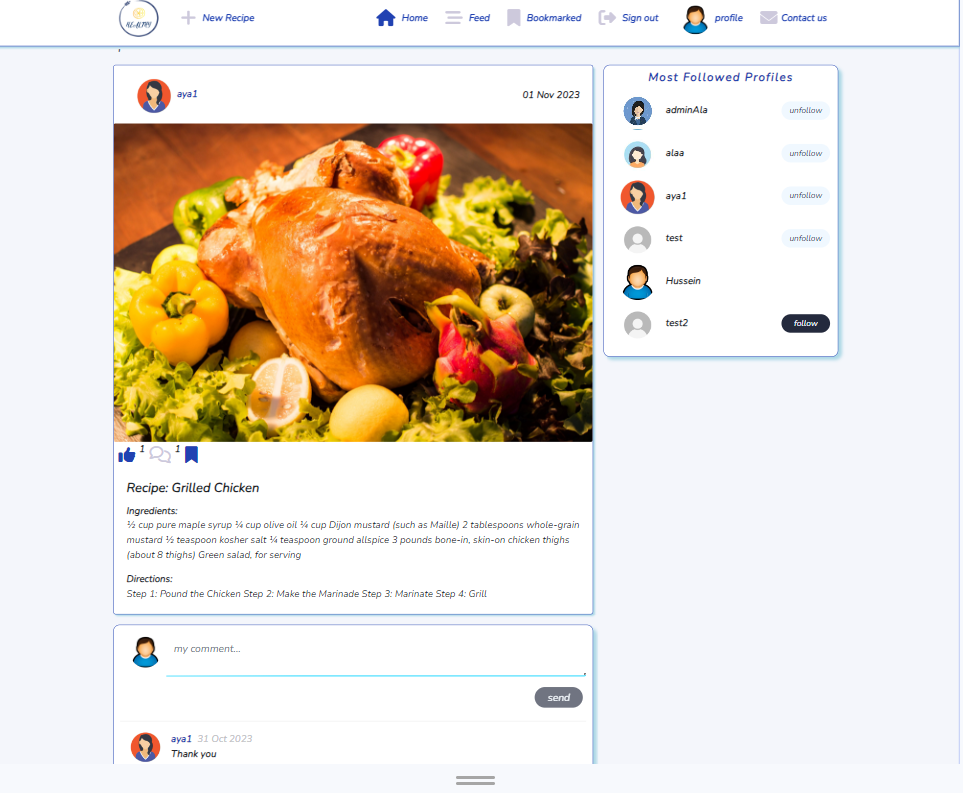 HEALTHY
New Recipe
Home
Feed
Bookmarked
Sign out
profile
Contact us
aya1
01 Nov 2023
1
1
Recipe: Grilled Chicken
Ingredients:
½ cup pure maple syrup ¼ cup olive oil ¼ cup Dijon mustard (such as Maille) 2 tablespoons whole-grain
mustard ½ teaspoon kosher salt ¼ teaspoon ground allspice 3 pounds bone-in, skin-on chicken thighs
(about 8 thighs) Green salad, for serving
Directions:
Step 1: Pound the Chicken Step 2: Make the Marinade Step 3: Marinate Step 4: Grill
my comment...
send
aya1 31 Oct 2023
Thank you
Most Followed Profiles
adminAla
unfollow
alaa
unfollow
aya1
unfollow
test
unfollow
Hussein
test2
follow